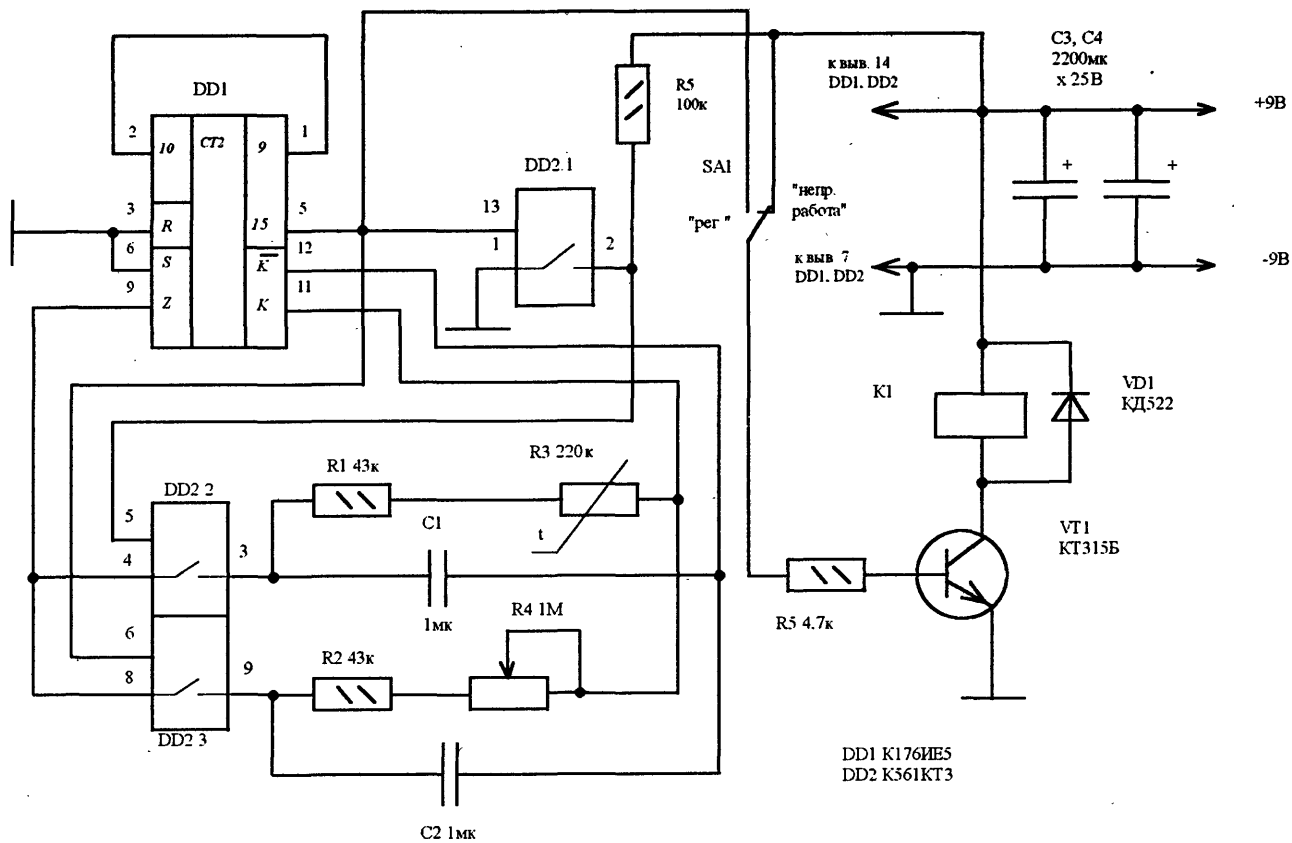 DD1
2
10
СТ2
9
1
3
R
15
5
6
S
К
12
9
Z
К
11
R5
100к
DD2.1
13
1
2
SA1
"рег "
"непр.
работа"
к выв. 14
DD1. DD2
к выв 7
DD1. DD2
C3, C4
2200мк
x 25В
+
+
+9В
-9В
К1
VD1
КД522
VT1
КТ315Б
R5 4.7к
DD2 2
5
4
3
6
8
9
DD2 3
R1 43к
R3 220к
t
C1
1мк
R2 43к
R4 1М
C2 1мк
DD1 К176ИЕ5
DD2 К561КТ3